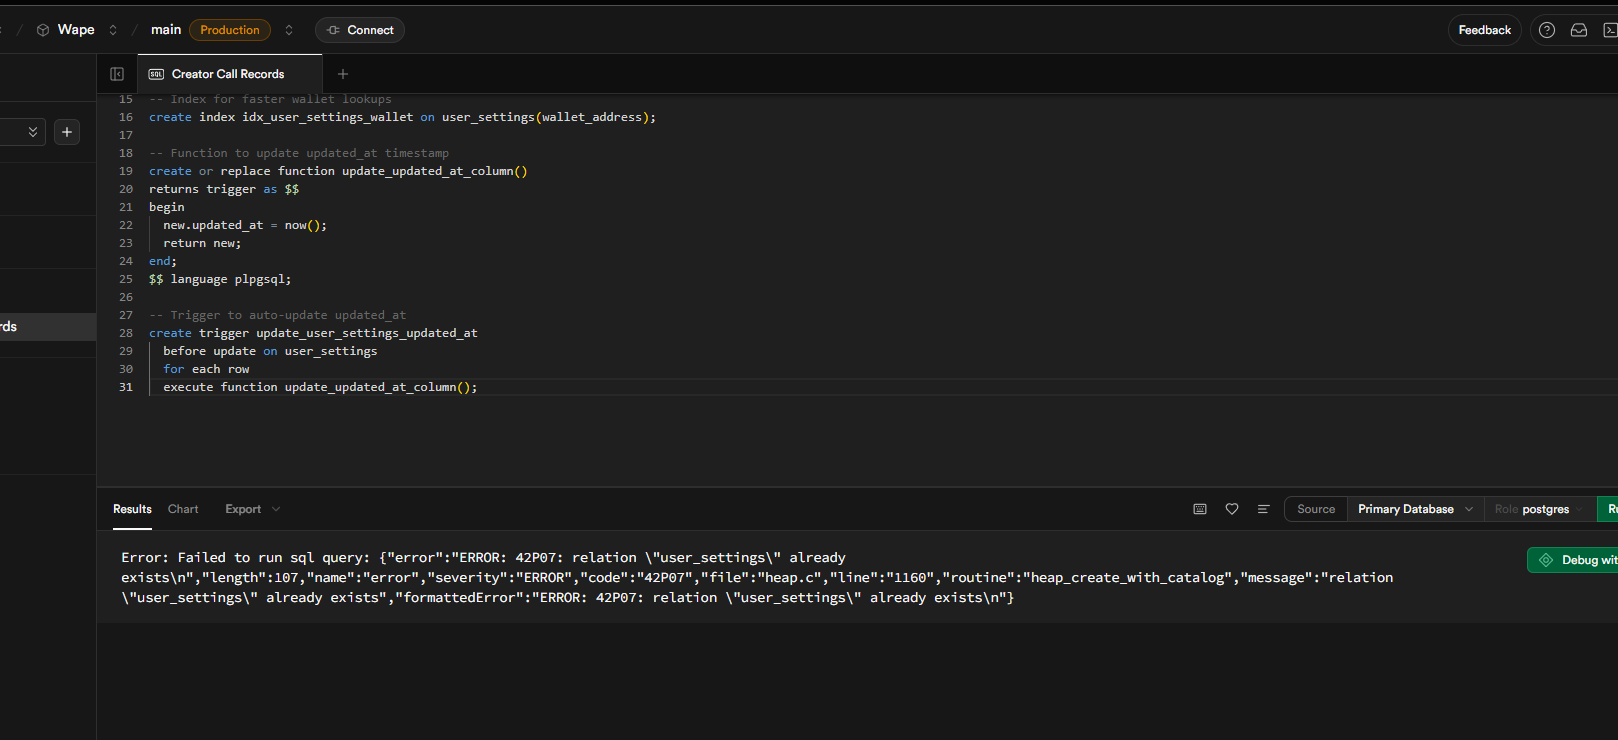 Wape
main
Production
Connect
Feedback
SQL
Creator Call Records
rds
15 -- Index for faster wallet lookups
16 create index idx_user_settings_wallet on user_settings(wallet_address);
17
18 -- Function to update updated_at timestamp
19 create or replace function update_updated_at_column()
20 returns trigger as $$
21 begin
22 new.updated_at = now();
23 return new;
24 end;
25 $$ language plpgsql;
26
27 -- Trigger to auto-update updated_at
28 create trigger update_user_settings_updated_at
29 before update on user_settings
30 for each row
31 execute function update_updated_at_column();
Results
Chart
Export
Source
Primary Database
Role postgres
Ru
Error: Failed to run sql query: {"error":"ERROR: 42P07: relation \"user_settings\" already
exists\n","length":107,"name":"error","severity":"ERROR","code":"42P07","file":"heap.c","line":"1160","routine":"heap_create_with_catalog","message":"relation
\"user_settings\" already exists","formattedError":"ERROR: 42P07: relation \"user_settings\" already exists\n"}
Debug wit